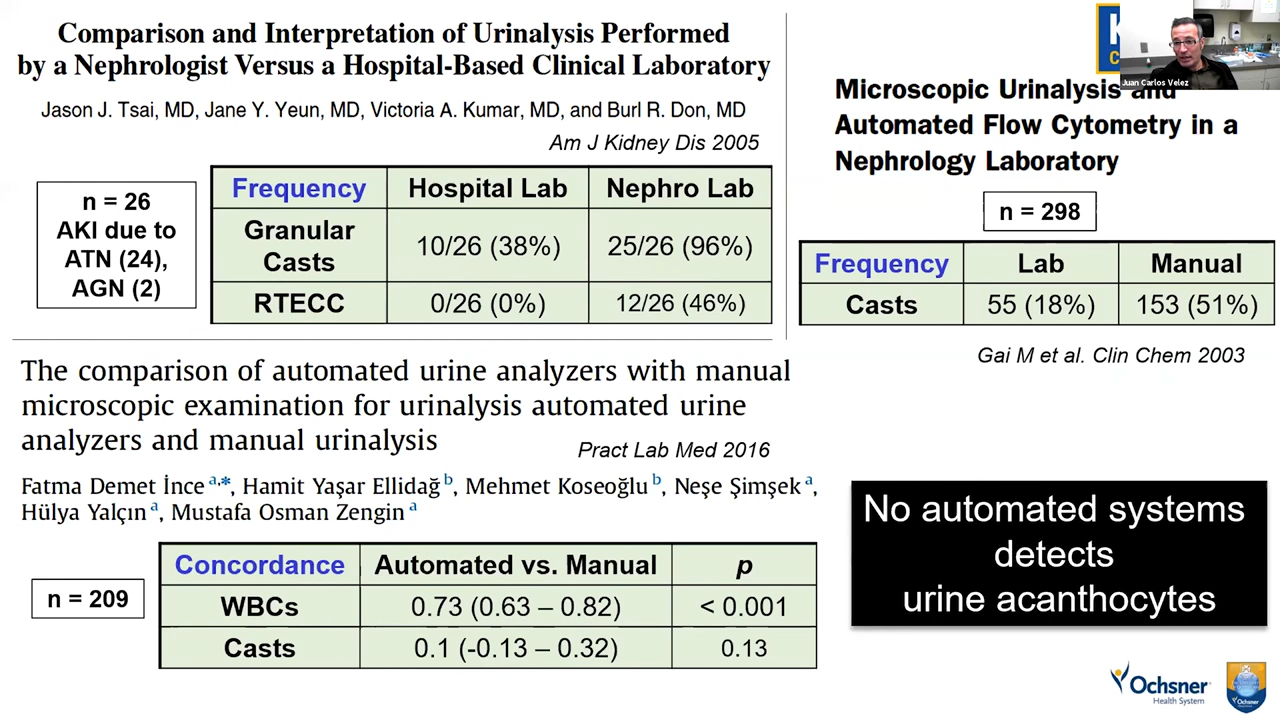 Comparison and Interpretation of Urinalysis Performed
by a Nephrologist Versus a Hospital-Based Clinical Laboratory
Jason J. Tsai, MD, Jane Y. Yeun, MD, Victoria A. Kumar, MD, and Burl R. Don, MD
Am J Kidney Dis 2005
n = 26
AKI due to
ATN (24),
AGN (2)
Frequency Hospital Lab Nephro Lab
Granular
Casts 10/26 (38%) 25/26 (96%)
RTECC 0/26 (0%) 12/26 (46%)
Juan Carlos Velez
Microscopic Urinalysis and
Automated Flow Cytometry in a
Nephrology Laboratory
n = 298
Frequency Lab Manual
Casts 55 (18%) 153 (51%)
Gai M et al. Clin Chem 2003
The comparison of automated urine analyzers with manual
microscopic examination for urinalysis automated urine
analyzers and manual urinalysis
Pract Lab Med 2016
Fatma Demet İnce a,*, Hamit Yaşar Ellidağ b, Mehmet Koseoğlu b, Neşe Şimşek a,
Hülya Yalçın a, Mustafa Osman Zengin a
n = 209
Concordance Automated vs. Manual p
WBCs 0.73 (0.63 – 0.82) < 0.001
Casts 0.1 (-0.13 – 0.32) 0.13
No automated systems
detects
urine acanthocytes
Ochsner
Health System